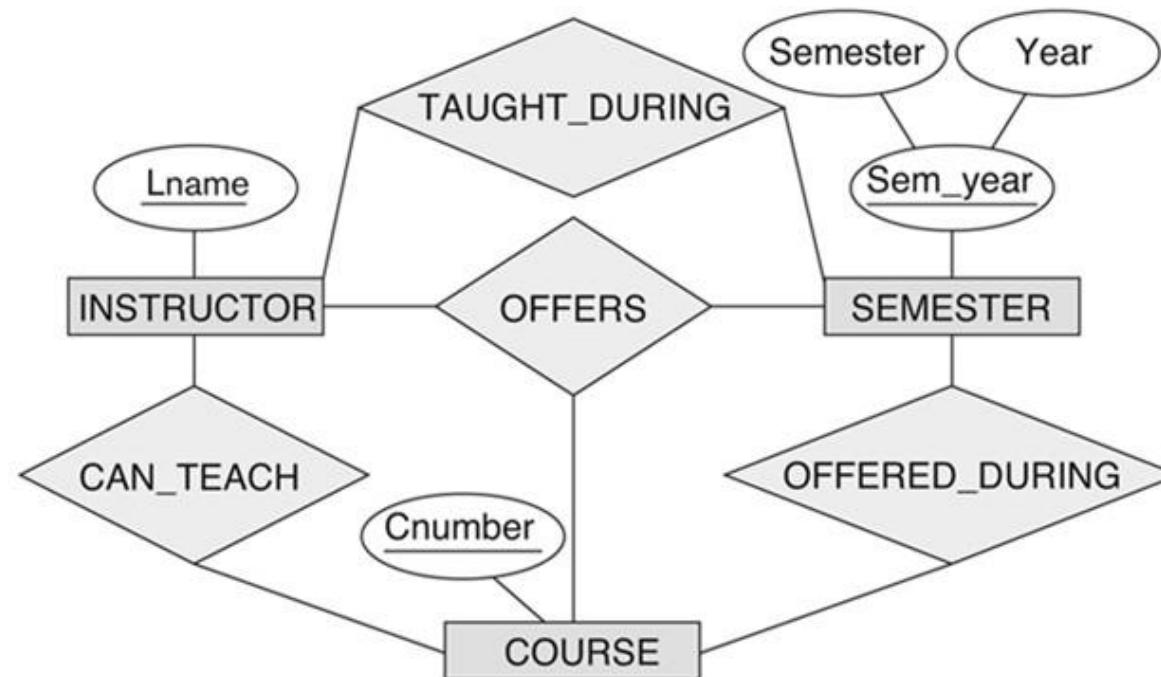 Semester
Year
TAUGHT_DURING
Lname
Sem_year
INSTRUCTOR
OFFERS
SEMESTER
CAN_TEACH
OFFERED_DURING
Cnumber
COURSE